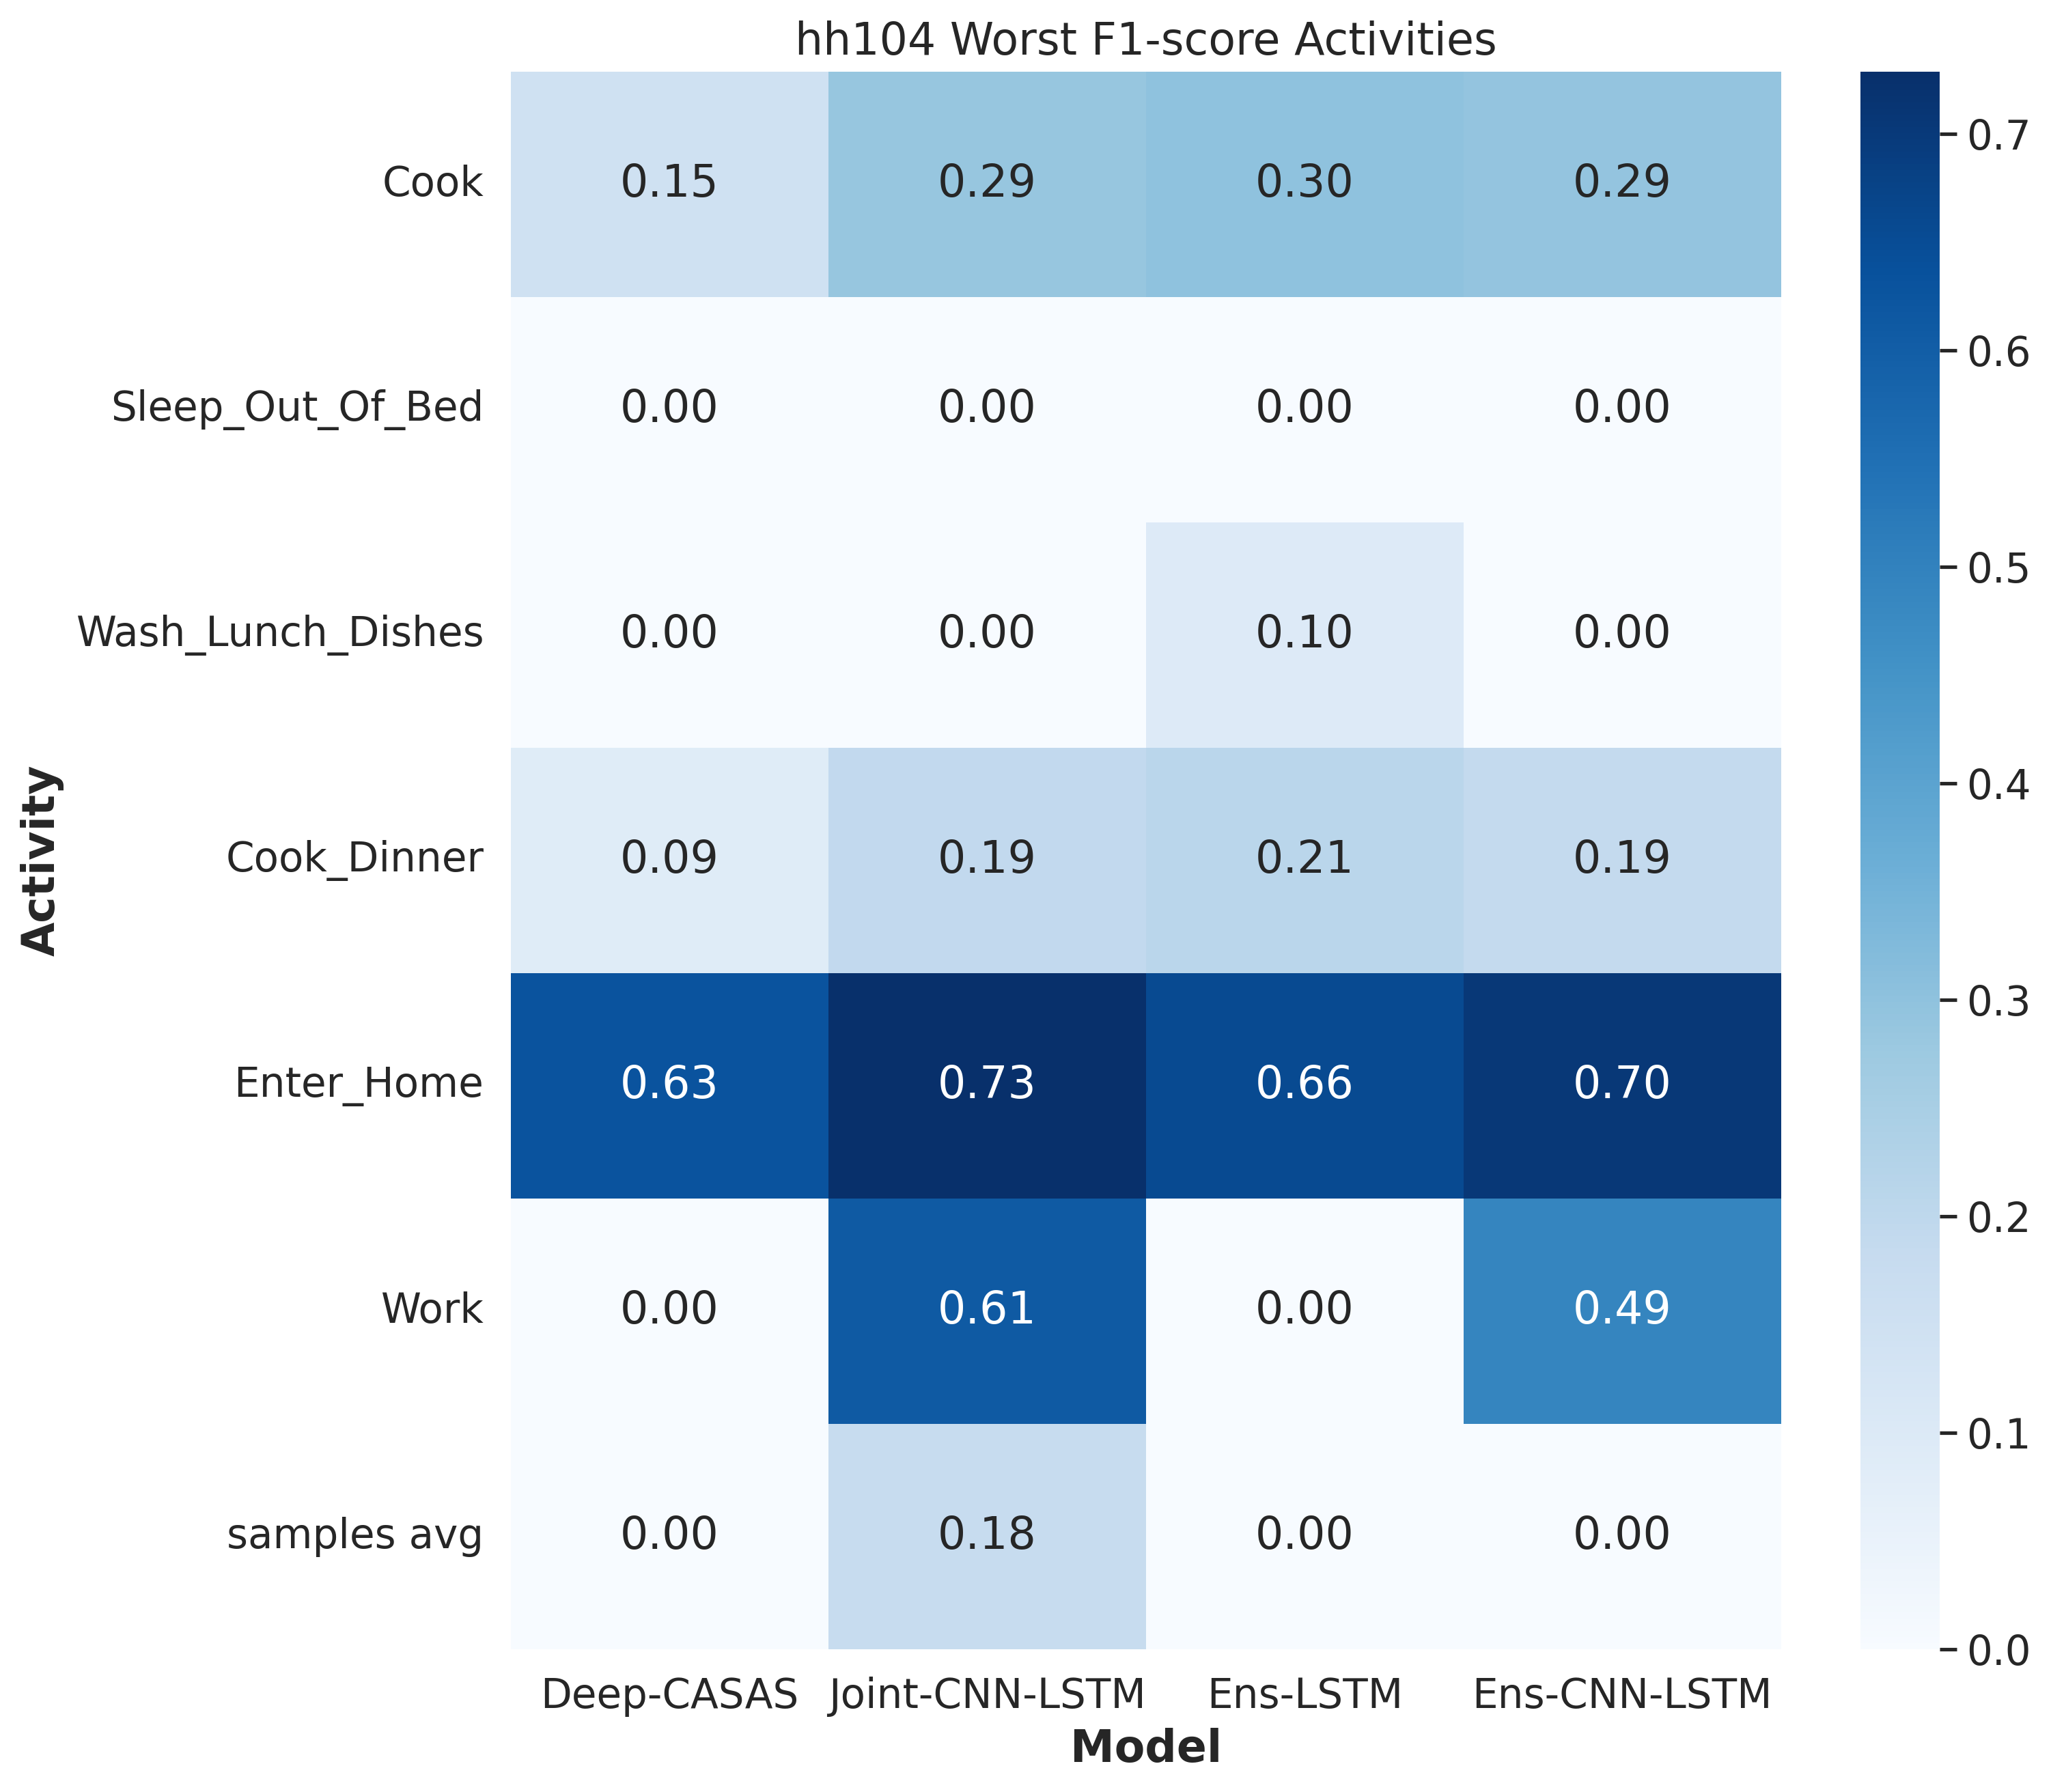 hh104 Worst F1-score Activities
Activity
Cook 0.15 0.29 0.30 0.29
Sleep_Out_Of_Bed 0.00 0.00 0.00 0.00
Wash_Lunch_Dishes 0.00 0.00 0.10 0.00
Cook_Dinner 0.09 0.19 0.21 0.19
Enter_Home 0.63 0.73 0.66 0.70
Work 0.00 0.61 0.00 0.49
samples avg 0.00 0.18 0.00 0.00
Deep-CASAS Joint-CNN-LSTM Ens-LSTM Ens-CNN-LSTM
Model
0.7
0.6
0.5
0.4
0.3
0.2
0.1
0.0